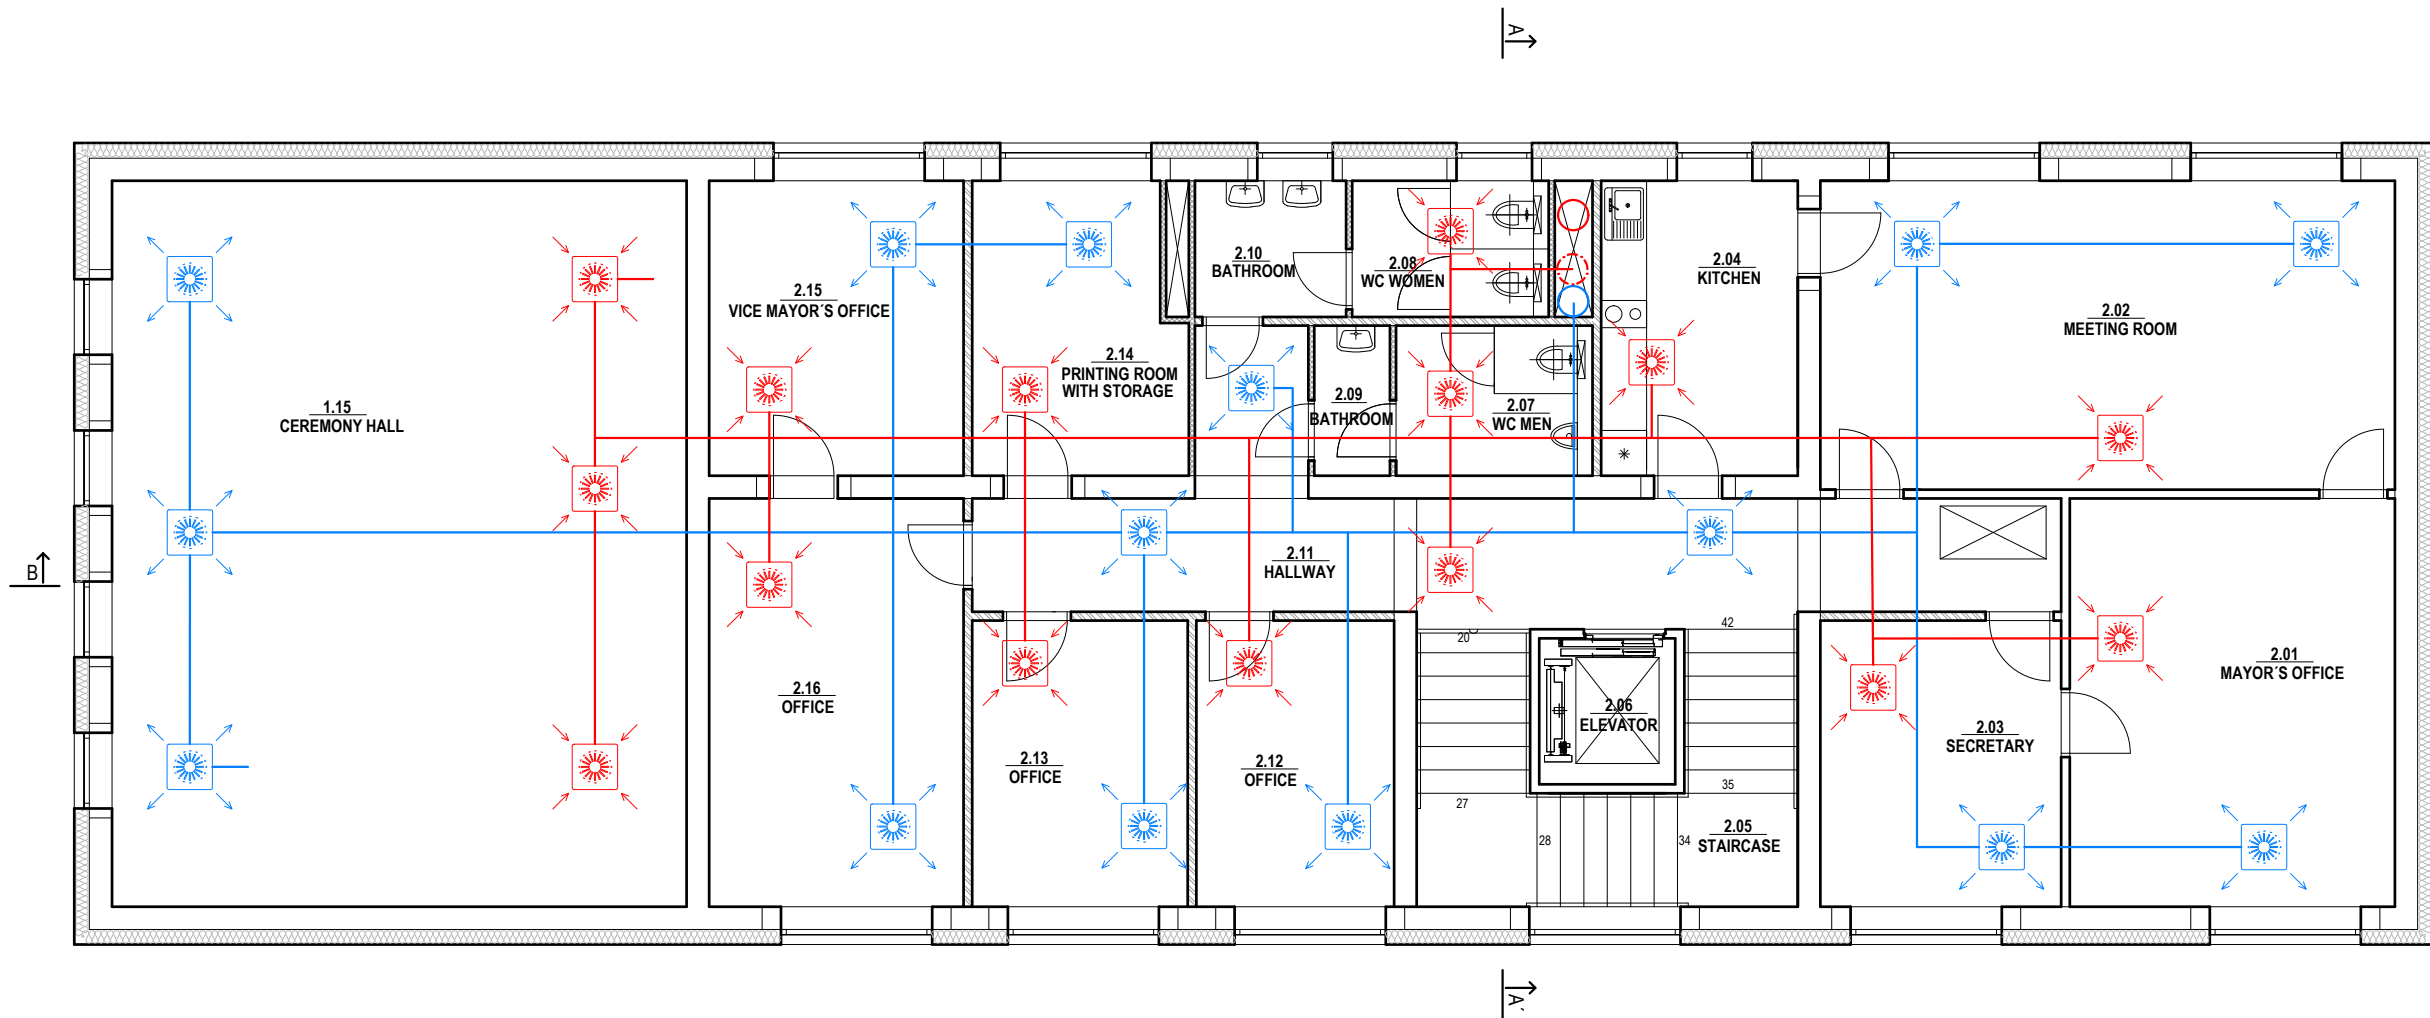 A
2.10
BATHROOM
2.08
WC WOMEN
2.04
KITCHEN
2.15
VICE MAYOR´S OFFICE
2.02
MEETING ROOM
2.14
PRINTING ROOM
WITH STORAGE
1.15
CEREMONY HALL
2.09
BATHROOM
2.07
WC MEN
2.11
HALLWAY
B
20
42
2.01
MAYOR´S OFFICE
2.16
OFFICE
2.06
ELEVATOR
2.03
SECRETARY
2.13
OFFICE
2.12
OFFICE
27
35
28
34
2.05
STAIRCASE
A'